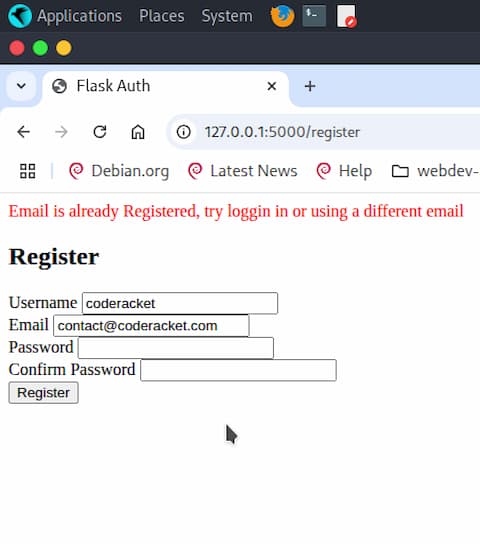 Applications Places System
Flask Auth
127.0.0.1:5000/register
Debian.org Latest News Help webdev-
Email is already Registered, try loggin in or using a different email
Register
Username coderacket
Email contact@coderacket.com
Password
Confirm Password
Register